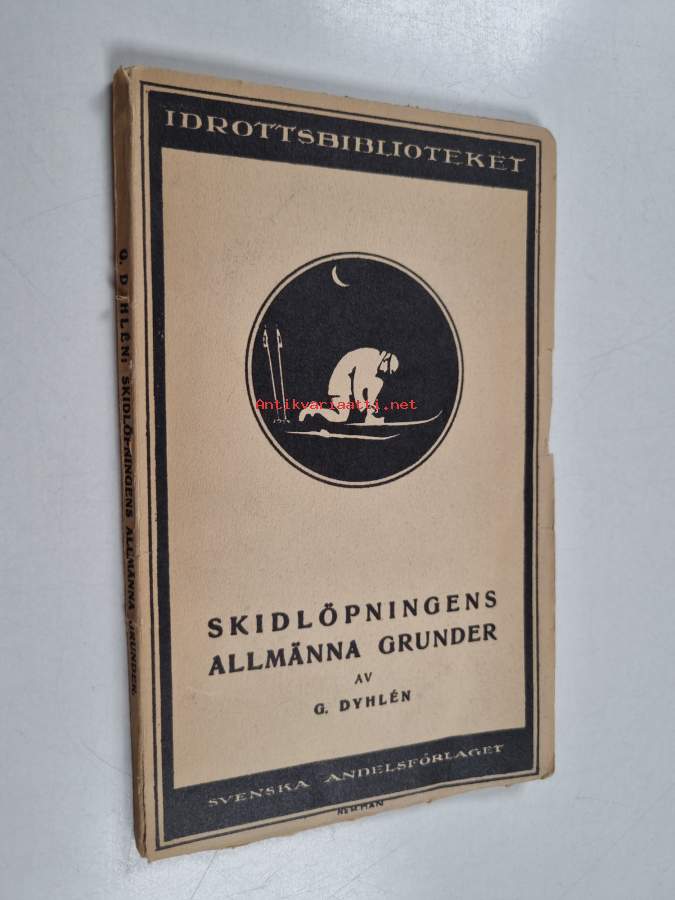 IDROTTSBIBLIOTEKET
Antikvariaatti.net
SKIDLÖPNINGENS
ALLMÄNNA GRUNDER
AV
G. DYHLÉN
SVENSKA ANDELSFÖRLAGET
G. DYHLÉN: SKIDLÖPNINGENS ALLMÄNNA GRUNDER.